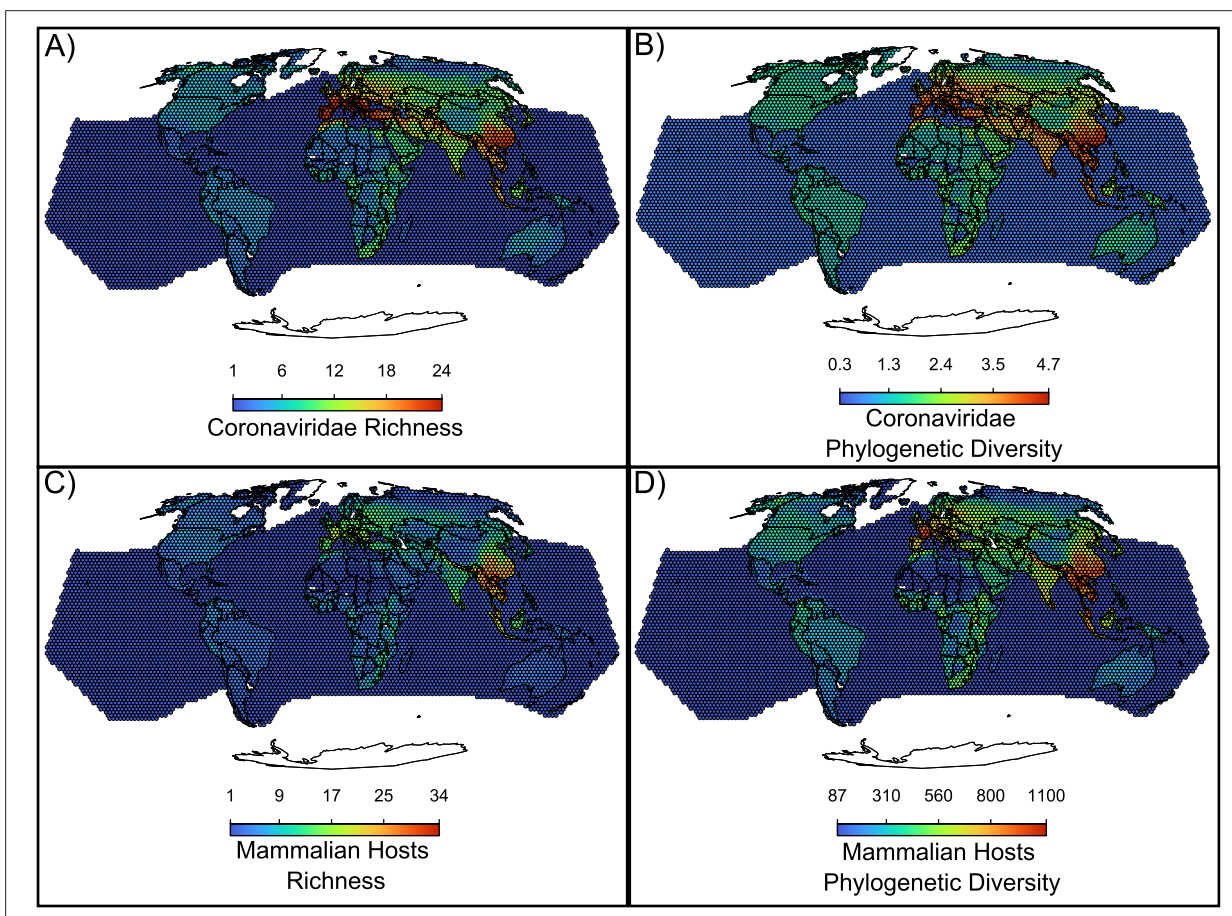 A)
1 6 12 18 24
Coronaviridae Richness
B)
0.3 1.3 2.4 3.5 4.7
Coronaviridae
Phylogenetic Diversity
C)
1 9 17 25 34
Mammalian Hosts
Richness
D)
87 310 560 800 1100
Mammalian Hosts
Phylogenetic Diversity